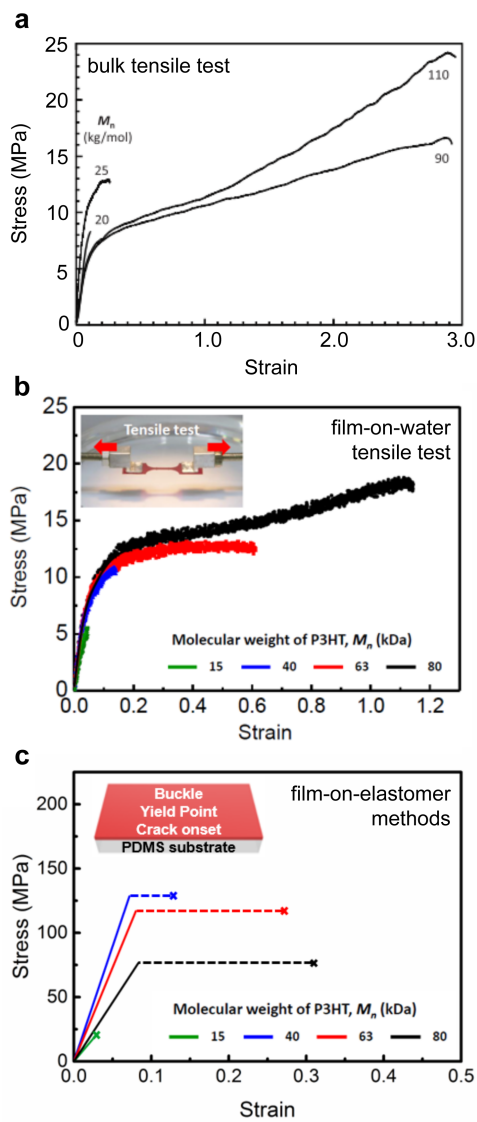 a
bulk tensile test
Mn
(kg/mol)
25
20
110
90
25
20
15
10
5
0
Stress (MPa)
0
1.0
2.0
3.0
Strain
b
Tensile test
film-on-water
tensile test
25
20
15
10
5
0
Stress (MPa)
Molecular weight of P3HT, Mn (kDa)
15 40 63 80
0.0 0.2 0.4 0.6 0.8 1.0 1.2
Strain
c
Buckle
Yield Point
Crack onset
PDMS substrate
film-on-elastomer
methods
200
150
100
50
0
Stress (MPa)
Molecular weight of P3HT, Mn (kDa)
15 40 63 80
0.0 0.1 0.2 0.3 0.4 0.5
Strain